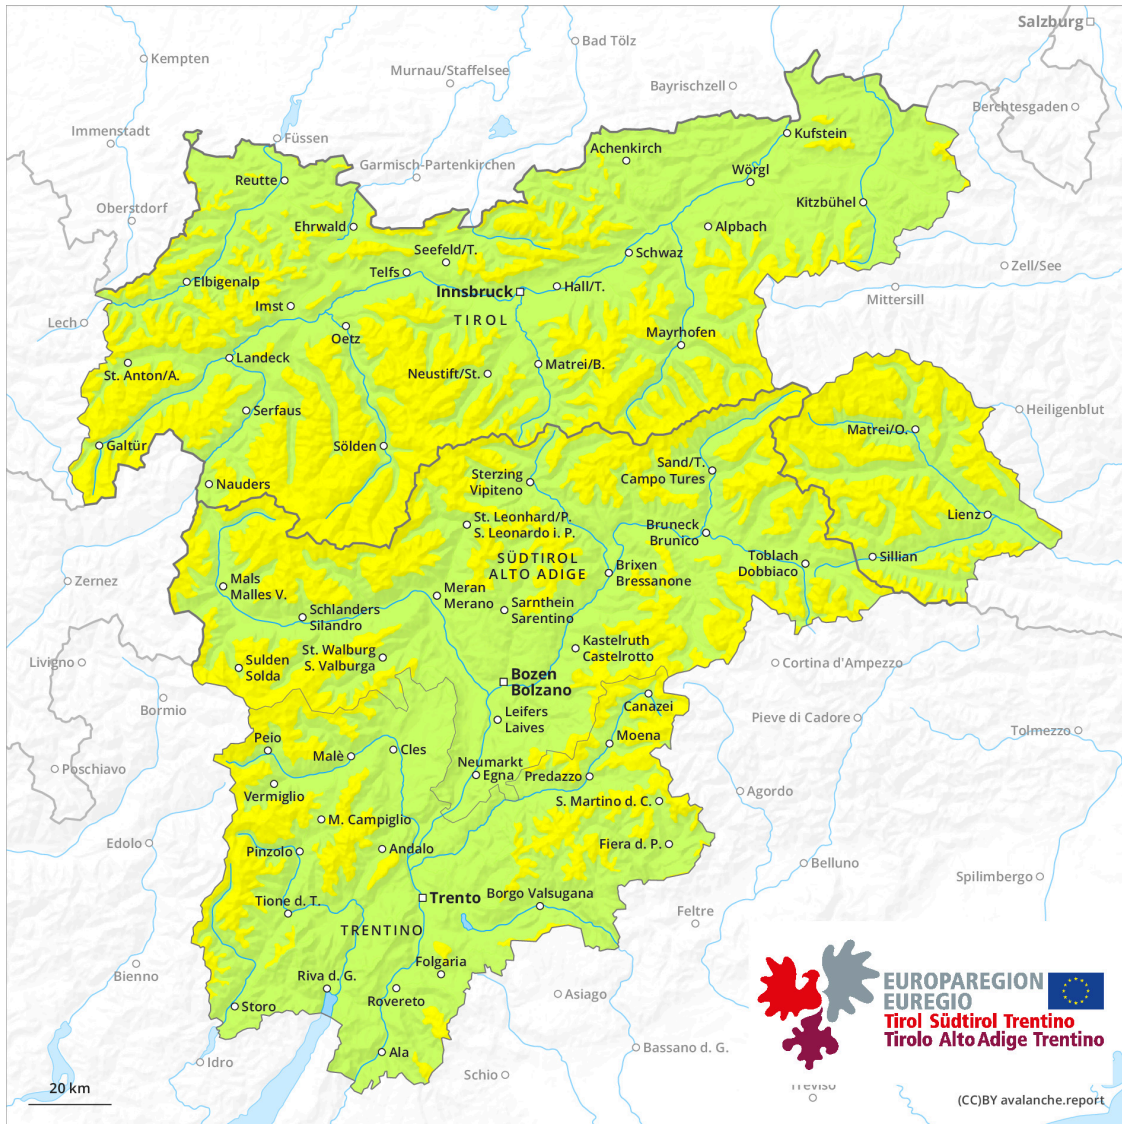 Salzburg
Bad Tölz
Kempten
Murnau/Staffelsee
Bayrischzell
Berchtesgaden
Immenstadt
Füssen
Kufstein
Achenkirch
Garmisch-Partenkirchen
Wörgl
Reutte
Oberstdorf
Kitzbühel
Ehrwald
Alpbach
Seefeld/T.
Schwaz
Telfs
Zell/See
Elbigenalp
Hall/T.
Innsbruck
Mittersill
Imst
Lech
TIROL
Oetz
Mayrhofen
Landeck
Matrei/B.
St. Anton/A.
Neustift/St.
Serfaus
Heiligenblut
Matrei/O.
Galtür
Sölden
Sand/T.
Campo Tures
Sterzing
Vipiteno
Nauders
Lienz
St. Leonhard/P.
S. Leonardo i. P.
Bruneck
Brunico
SÜDTIROL
ALTO ADIGE
Toblach
Dobbiaco
Sillian
Brixen
Bressanone
Zernez
Mals
Malles V.
Meran
Merano
Schlanders
Silandro
Sarnthein
Sarentino
Kastelruth
Castelrotto
St. Walburg
S. Valburga
Livigno
Sulden
Solda
Cortina d'Ampezzo
Bozen
Bolzano
Bormio
Canazei
Leifers
Laives
Pieve di Cadore
Tolmezzo
Peio
Moena
Malè
Cles
Poschiavo
Neumarkt
Egna
Predazzo
Vermiglio
S. Martino d. C.
Agordo
M. Campiglio
Edolo
Pinzolo
Andalo
Fiera d. P.
Belluno
Spilimbergo
Trento
Borgo Valsugana
Tione d. T.
Feltre
TRENTINO
Folgaria
Bienno
Riva d. G.
Rovereto
Asiago
Storo
EUROPAREGION
EUREGIO
Tirol Südtirol Trentino
Tirolo Alto Adige Trentino
Ala
Bassano d. G.
Idro
Schio
Treviso
20 km
(CC)BY avalanche.report